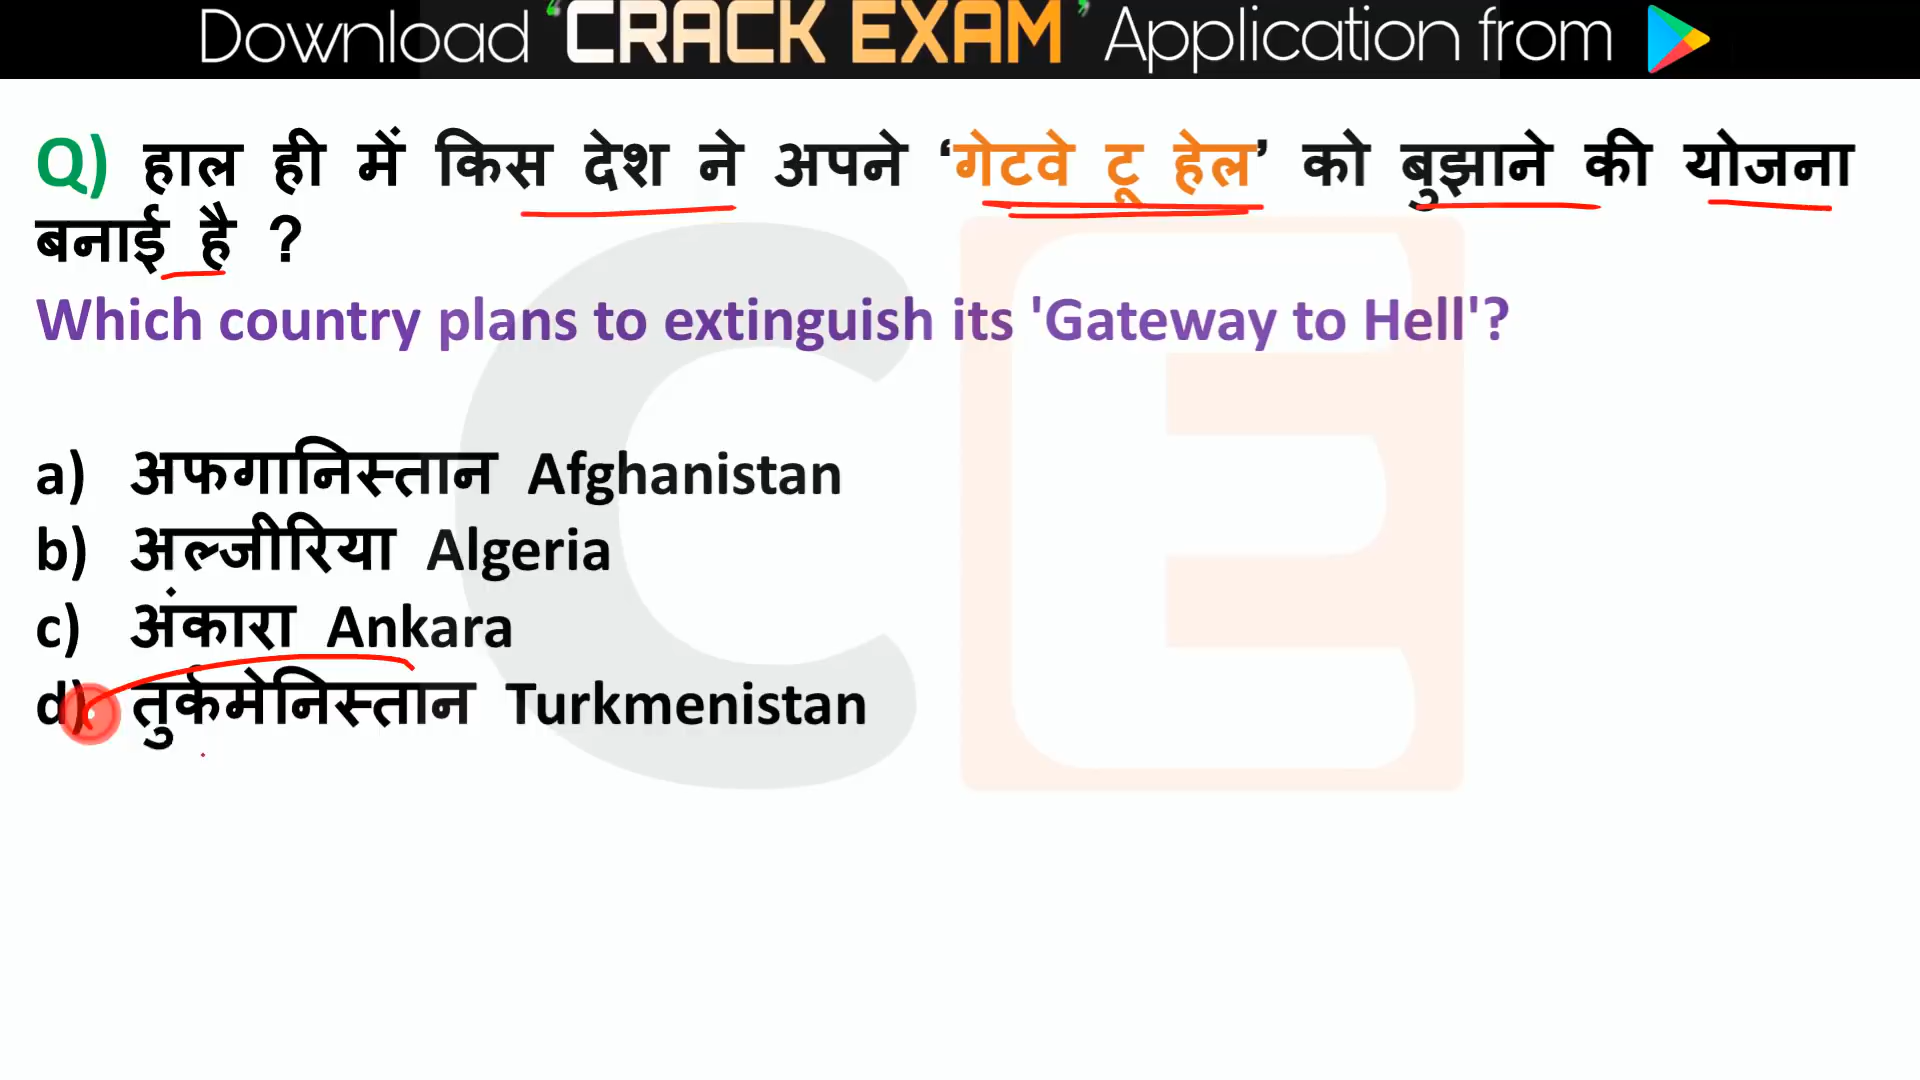 Download 'CRACK EXAM' Application from
Q) हाल ही में किस देश ने अपने ‘गेटवे टू हेल’ को बुझाने की योजना
बनाई है ?
Which country plans to extinguish its 'Gateway to Hell'?
a) अफगानिस्तान Afghanistan
b) अल्जीरिया Algeria
c) अंकारा Ankara
d) तुर्कमेनिस्तान Turkmenistan
CE